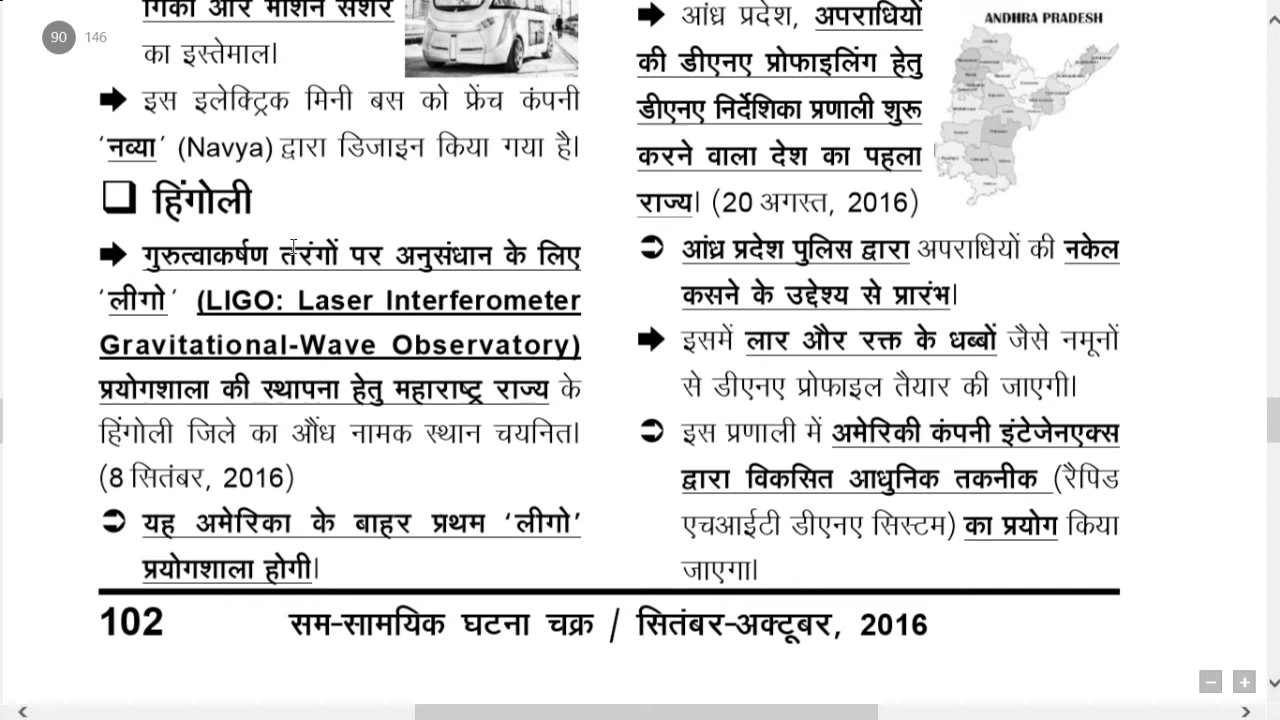 90 146
गिकी और मशिन सेंसर
का इस्तेमाल।
इस इलेक्ट्रिक मिनी बस को फ्रेंच कंपनी
'नव्या' (Navya) द्वारा डिजाइन किया गया है।
हिंगोली
गुरुत्वाकर्षण तरंगों पर अनुसंधान के लिए
'लीगो' (LIGO: Laser Interferometer
Gravitational-Wave Observatory)
प्रयोगशाला की स्थापना हेतु महाराष्ट्र राज्य के
हिंगोली जिले का औंध नामक स्थान चयनित।
(8 सितंबर, 2016)
यह अमेरिका के बाहर प्रथम 'लीगो'
प्रयोगशाला होगी।
आंध्र प्रदेश, अपराधियों
की डीएनए प्रोफाइलिंग हेतु
डीएनए निर्देशिका प्रणाली शुरू
करने वाला देश का पहला
राज्य। (20 अगस्त, 2016)
ANDHRA PRADESH
आंध्र प्रदेश पुलिस द्वारा अपराधियों की नकेल
कसने के उद्देश्य से प्रारंभ।
इसमें लार और रक्त के धब्बों जैसे नमूनों
से डीएनए प्रोफाइल तैयार की जाएगी।
इस प्रणाली में अमेरिकी कंपनी इंटेजेनएक्स
द्वारा विकसित आधुनिक तकनीक (रैपिड
एचआईटी डीएनए सिस्टम) का प्रयोग किया
जाएगा।
102 सम-सामयिक घटना चक्र / सितंबर-अक्टूबर, 2016